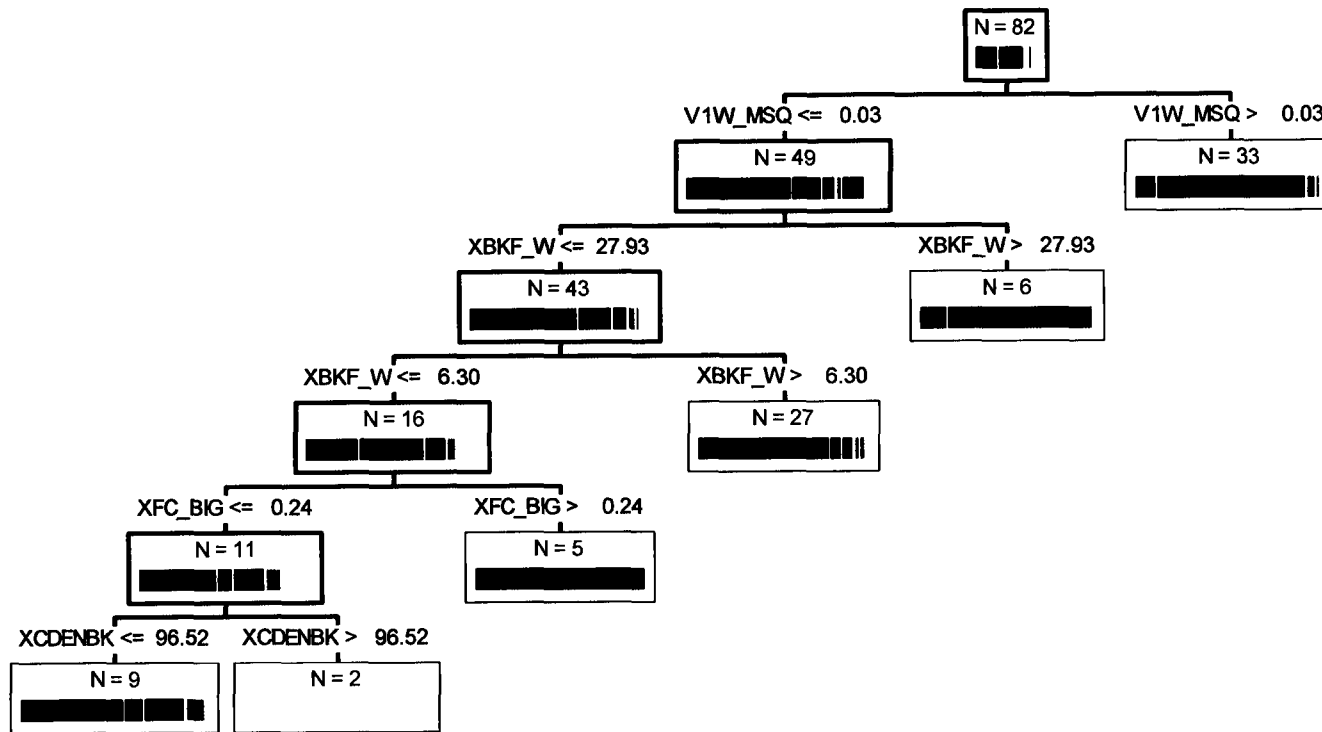 N = 82
V1W_MSQ <= 0.03 V1W_MSQ > 0.03
N = 49 N = 33
XBKF_W <= 27.93 XBKF_W > 27.93
N = 43 N = 6
XBKF_W <= 6.30 XBKF_W > 6.30
N = 16 N = 27
XFC_BIG <= 0.24 XFC_BIG > 0.24
N = 11 N = 5
XCDENBK <= 96.52 XCDENBK > 96.52
N = 9 N = 2